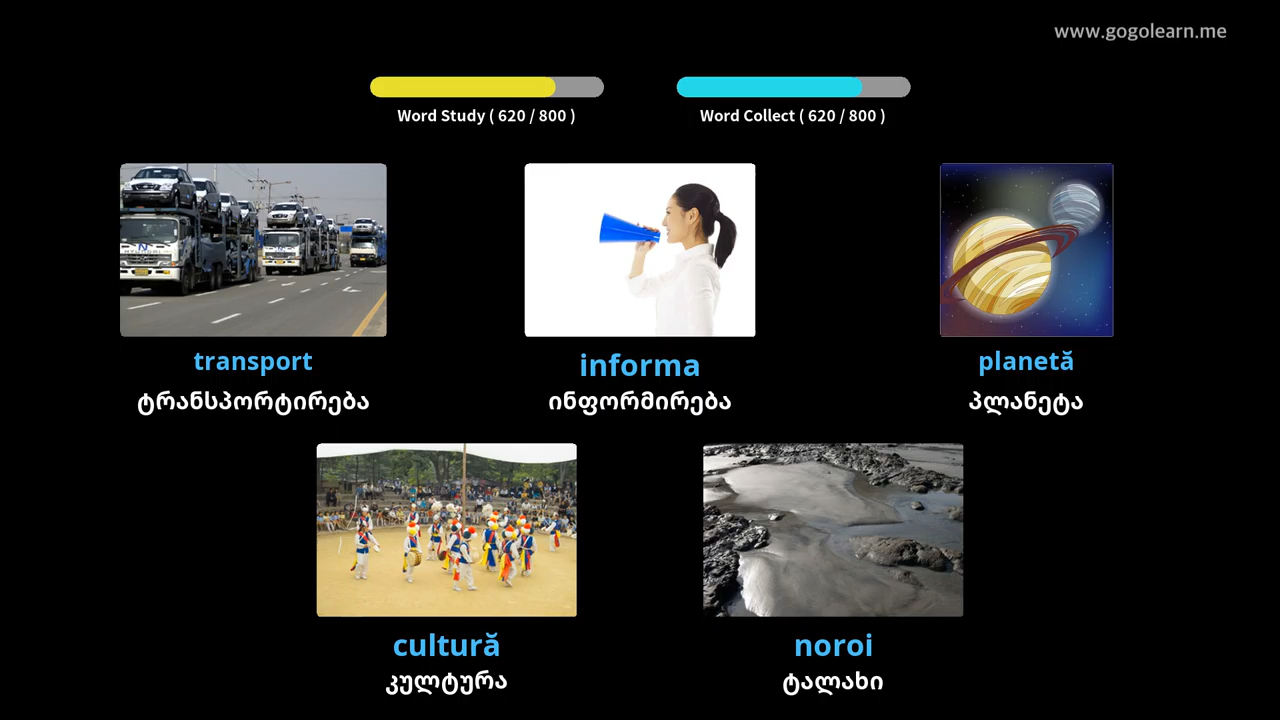 www.gogolearn.me
Word Study ( 620 / 800 )
Word Collect ( 620 / 800 )
transport
ტრანსპორტირება
informa
ინფორმირება
planetă
პლანეტა
cultură
კულტურა
noroi
ტალახი